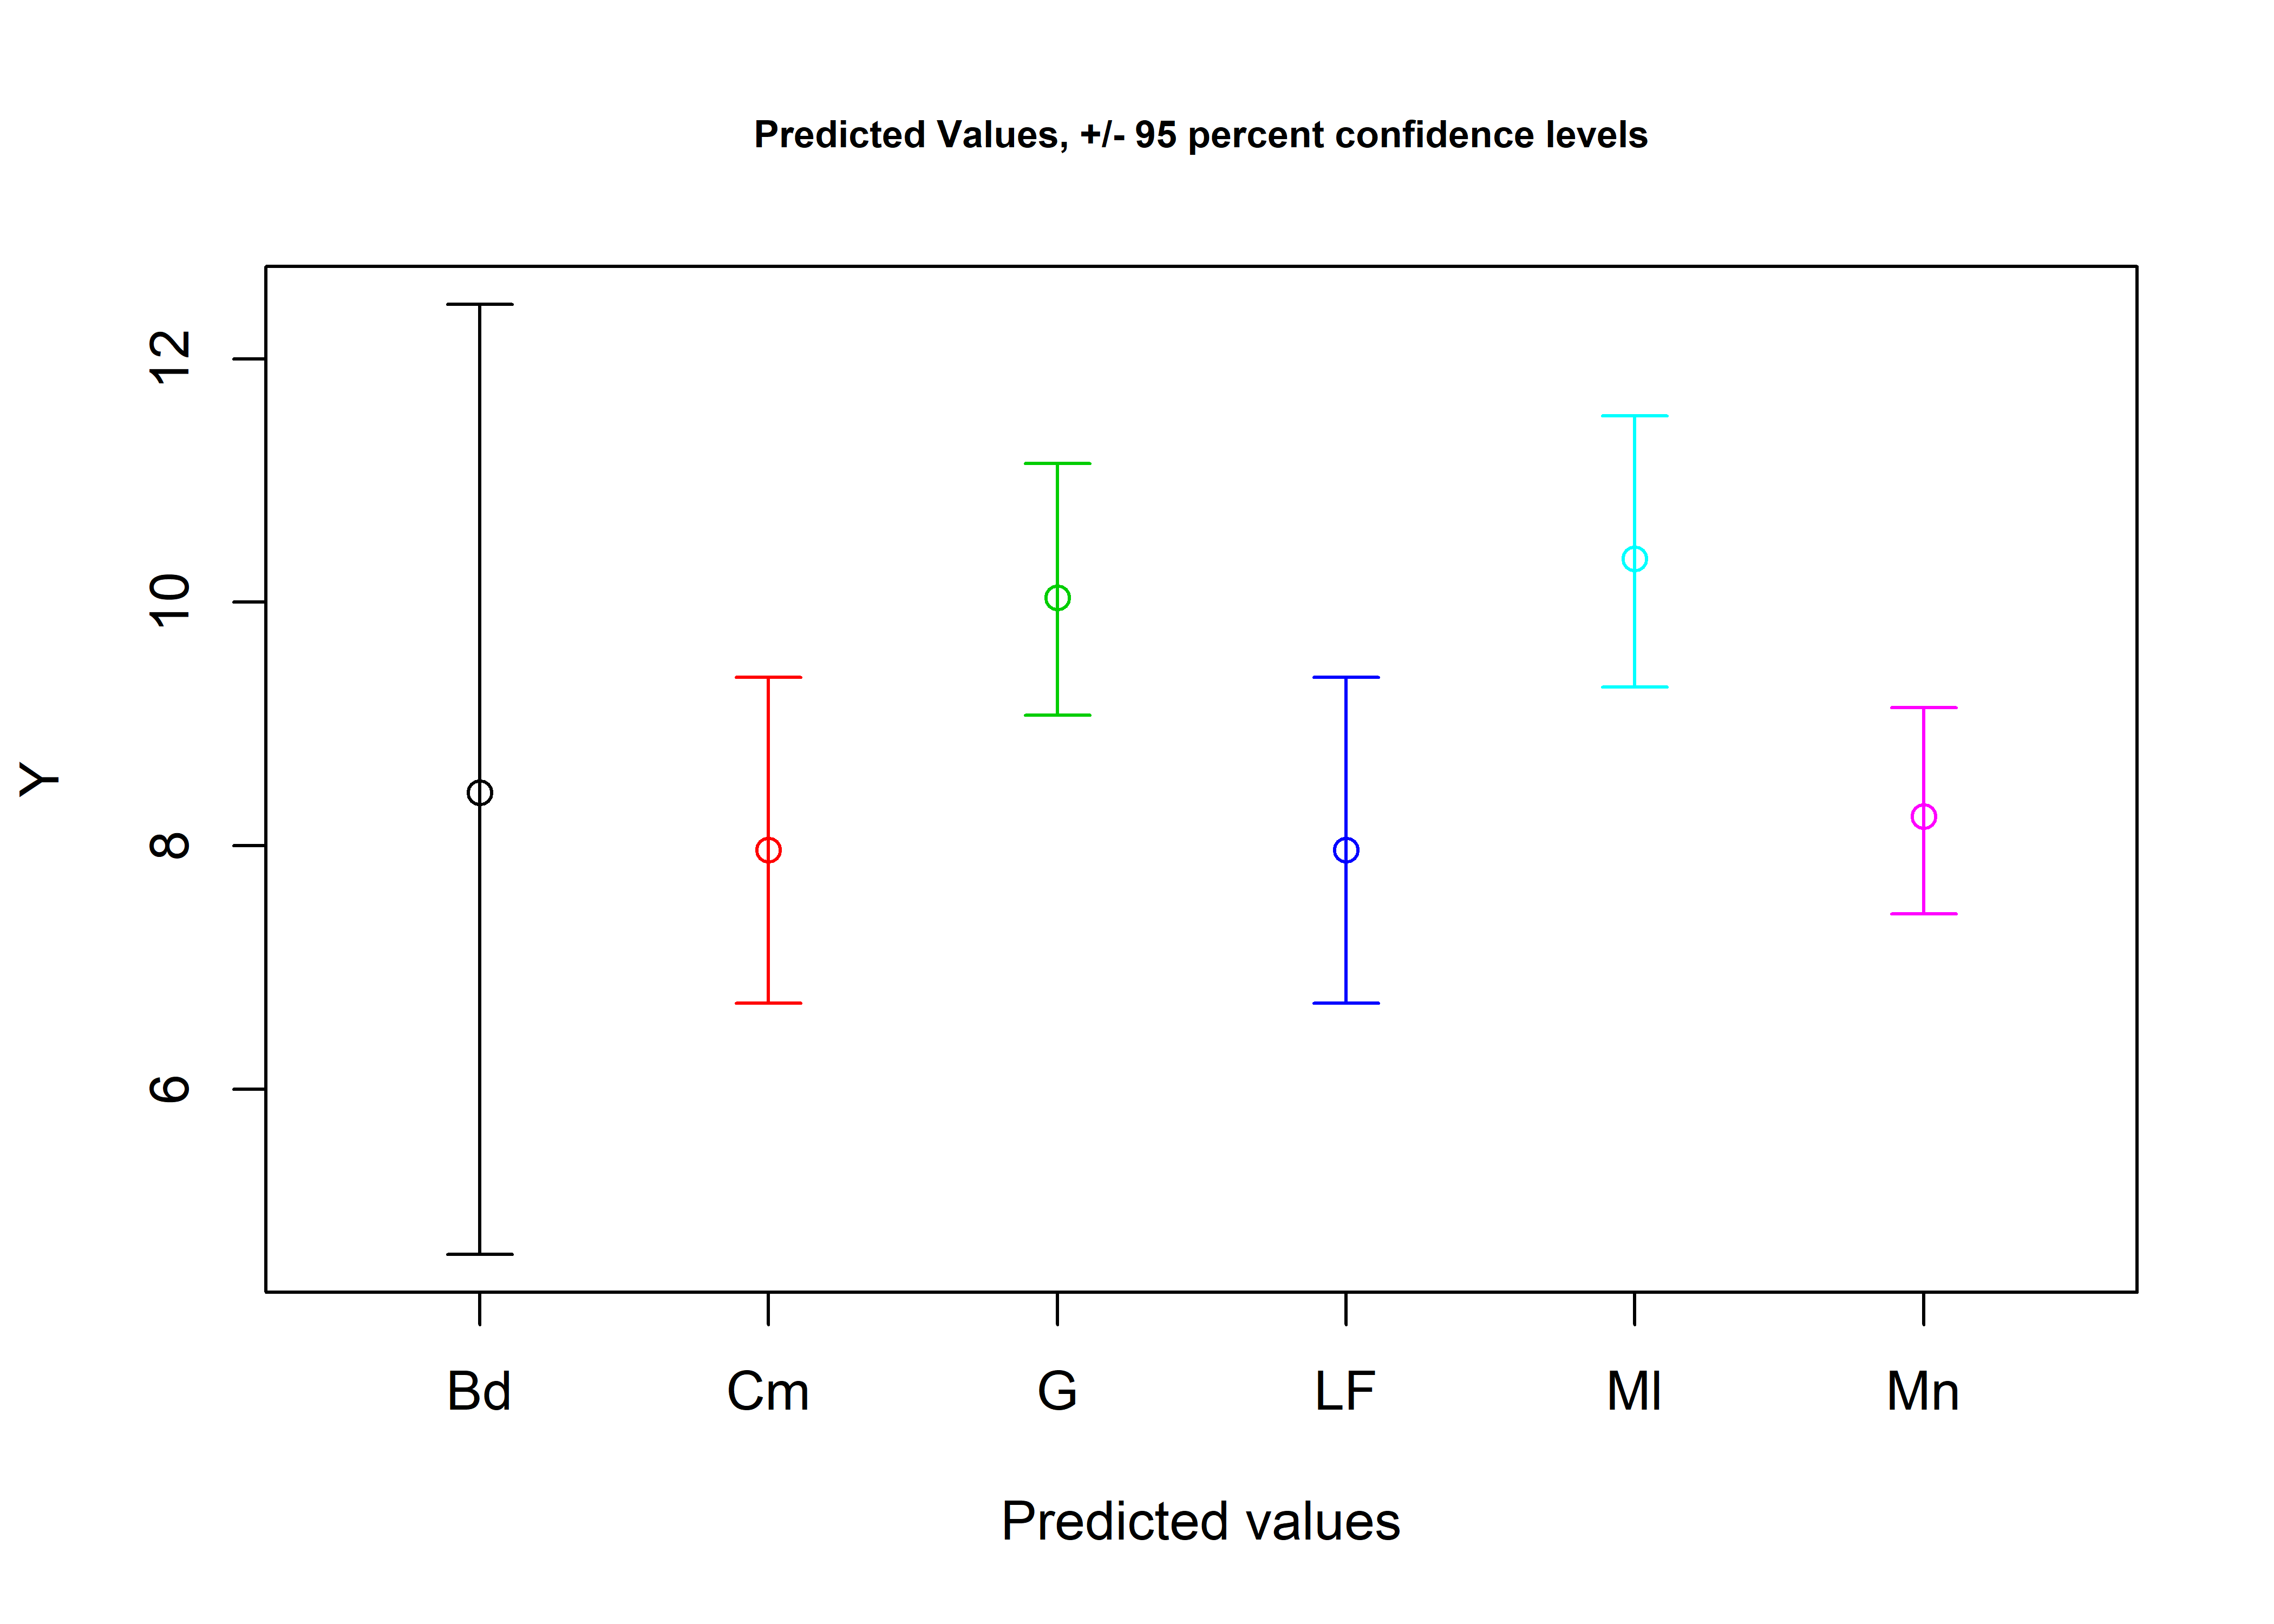 Predicted Values, +/- 95 percent confidence levels
12
10
8
6
Y
Bd Cm G LF Ml Mn
Predicted values